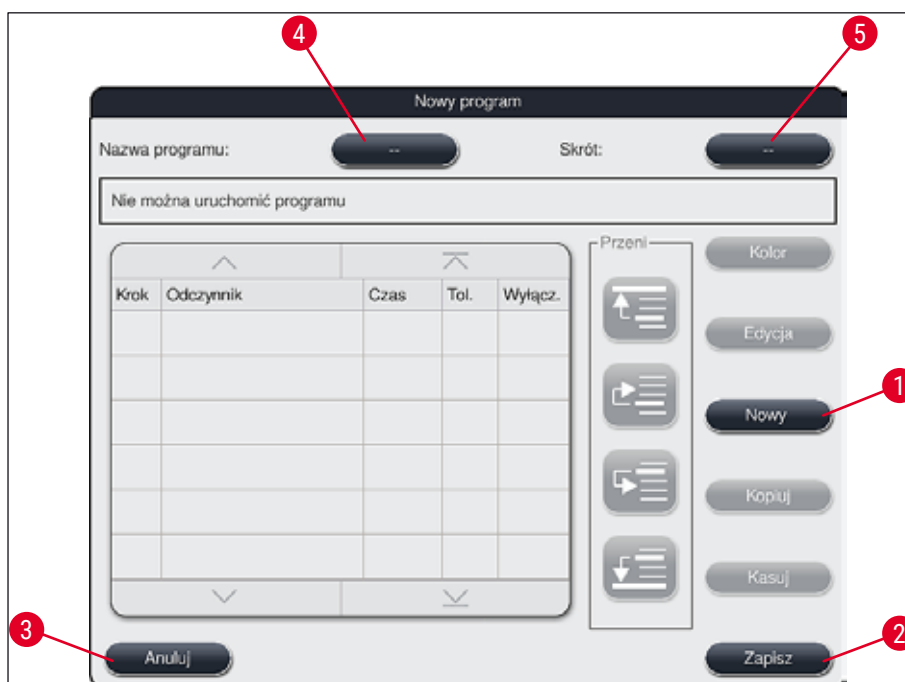 4 5
Nowy program
Nazwa programu: -- Skrót: --
Nie można uruchomić programu
Przeni
Kolor
Krok Odczynnik Czas Tol. Wyłącz.
Edycja
1
Nowy
Kopiuj
Kasuj
3 2
Anuluj Zapisz